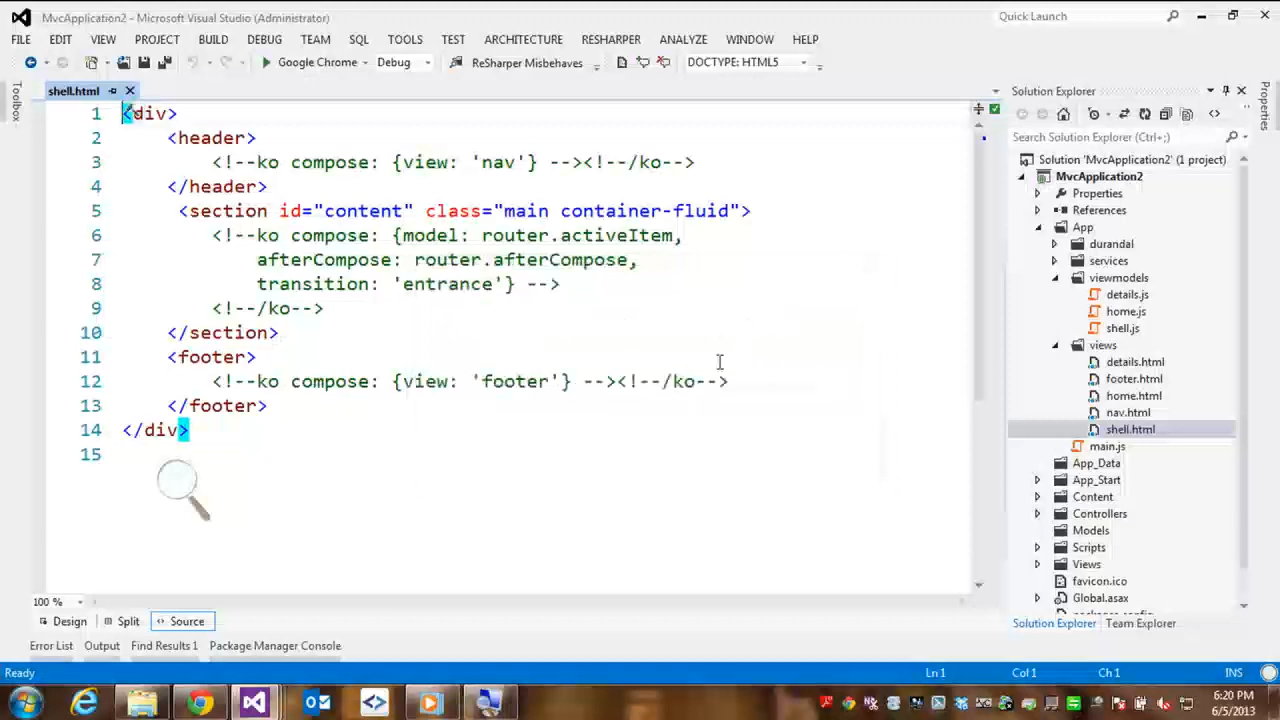 MvcApplication2 - Microsoft Visual Studio (Administrator)
Quick Launch
FILE EDIT VIEW PROJECT BUILD DEBUG TEAM SQL TOOLS TEST ARCHITECTURE RESHARPER ANALYZE WINDOW HELP
Google Chrome Debug ReSharper Misbehaves DOCTYPE: HTML5
Toolbox
shell.html
1 <div>
2 <header>
3 <!--ko compose: {view: 'nav'} --><!--/ko-->
4 </header>
5 <section id="content" class="main container-fluid">
6 <!--ko compose: {model: router.activeItem,
7 afterCompose: router.afterCompose,
8 transition: 'entrance'} -->
9 <!--/ko-->
10 </section>
11 <footer>
12 <!--ko compose: {view: 'footer'} --><!--/ko-->
13 </footer>
14 </div>
15
100 %
Design Split Source
Error List Output Find Results 1 Package Manager Console
Solution Explorer
Properties
Search Solution Explorer (Ctrl+;)
Solution 'MvcApplication2' (1 project)
MvcApplication2
Properties
References
App
durandal
services
viewmodels
details.js
home.js
shell.js
views
details.html
footer.html
home.html
nav.html
shell.html
main.js
App_Data
App_Start
Content
Controllers
Models
Scripts
Views
favicon.ico
Global.asax
Solution Explorer Team Explorer
Ready Ln 1 Col 1 Ch 1 INS
6:20 PM
6/5/2013